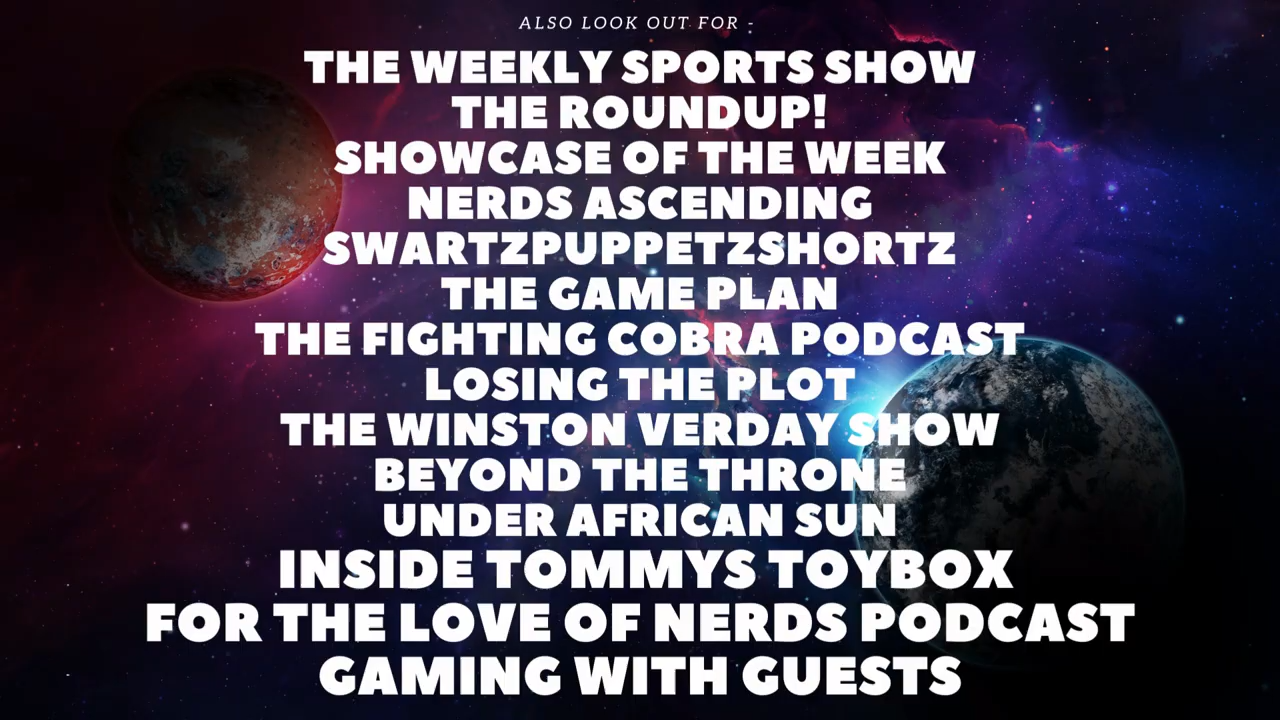 ALSO LOOK OUT FOR -
THE WEEKLY SPORTS SHOW
THE ROUNDUP!
SHOWCASE OF THE WEEK
NERDS ASCENDING
SWARTZPUPPETZSHORTZ
THE GAME PLAN
THE FIGHTING COBRA PODCAST
LOSING THE PLOT
THE WINSTON VERDAY SHOW
BEYOND THE THRONE
UNDER AFRICAN SUN
INSIDE TOMMYS TOYBOX
FOR THE LOVE OF NERDS PODCAST
GAMING WITH GUESTS